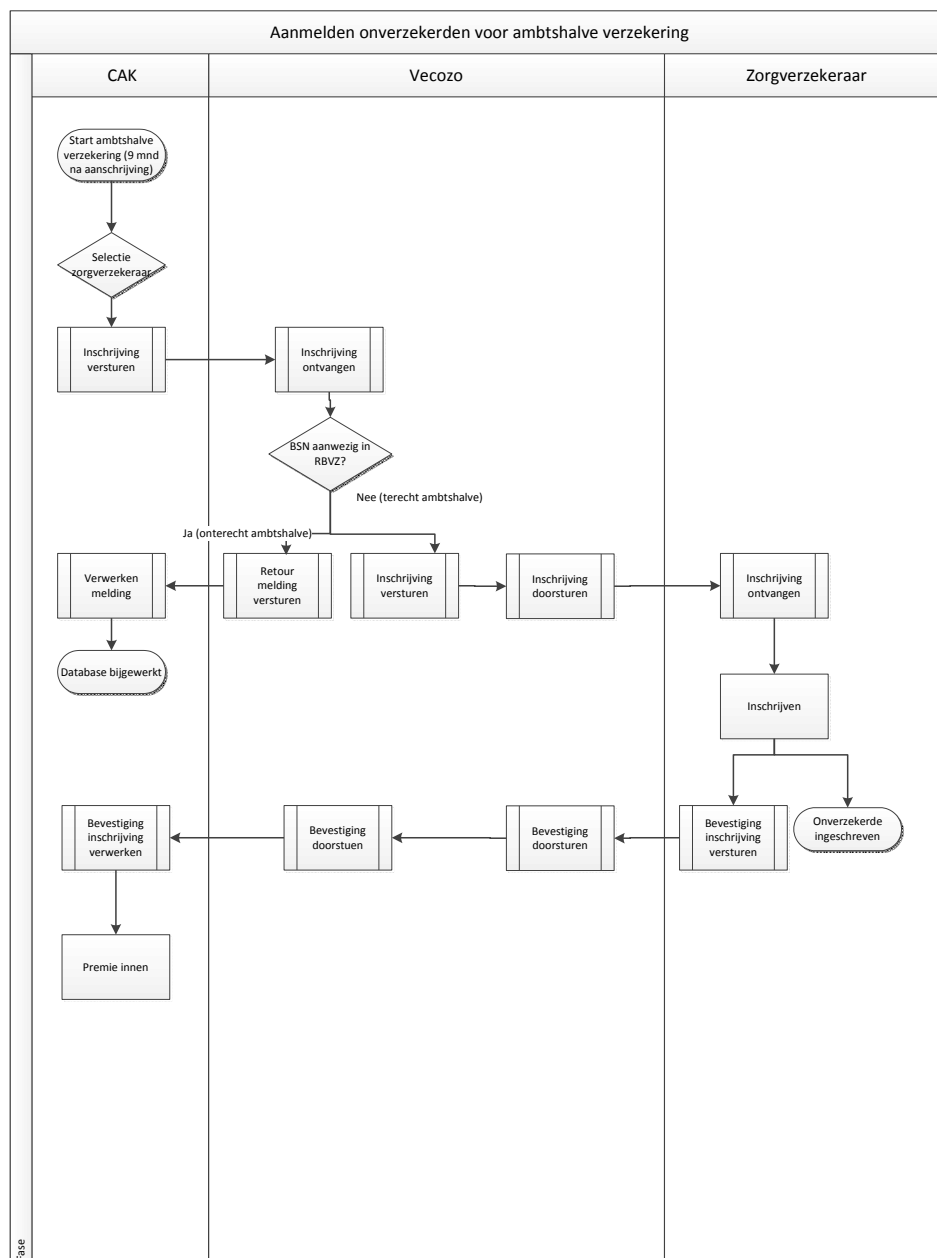 Aanmelden onverzekerden voor ambtshalve verzekering
CAK
Vecozo
Zorgverzekeraar
Start ambtshalve
verzekering (9 mnd
na aanschrijving)
Selectie
zorgverzekeraar
Inschrijving
versturen
Inschrijving
ontvangen
BSN aanwezig in
RBVZ?
Nee (terecht ambtshalve)
Ja (onterecht ambtshalve)
Verwerken
melding
Retour
melding
versturen
Inschrijving
versturen
Inschrijving
doorsturen
Inschrijving
ontvangen
Database bijgewerkt
Inschrijven
Bevestiging
inschrijving
verwerken
Bevestiging
doorstuen
Bevestiging
doorsturen
Bevestiging
inschrijving
versturen
Onverzekerde
ingeschreven
Premie innen
Fase